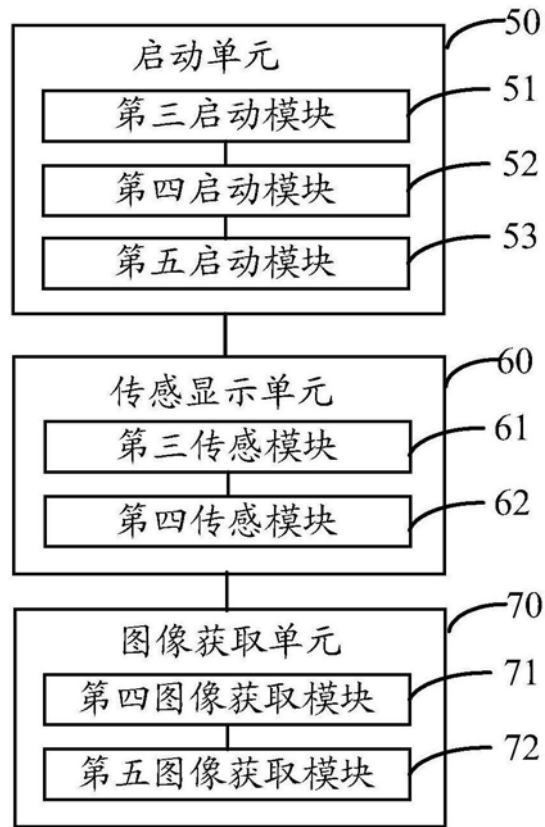 50
启动单元
第三启动模块 51
第四启动模块 52
第五启动模块 53
60
传感显示单元
第三传感模块 61
第四传感模块 62
70
图像获取单元
第四图像获取模块 71
第五图像获取模块 72